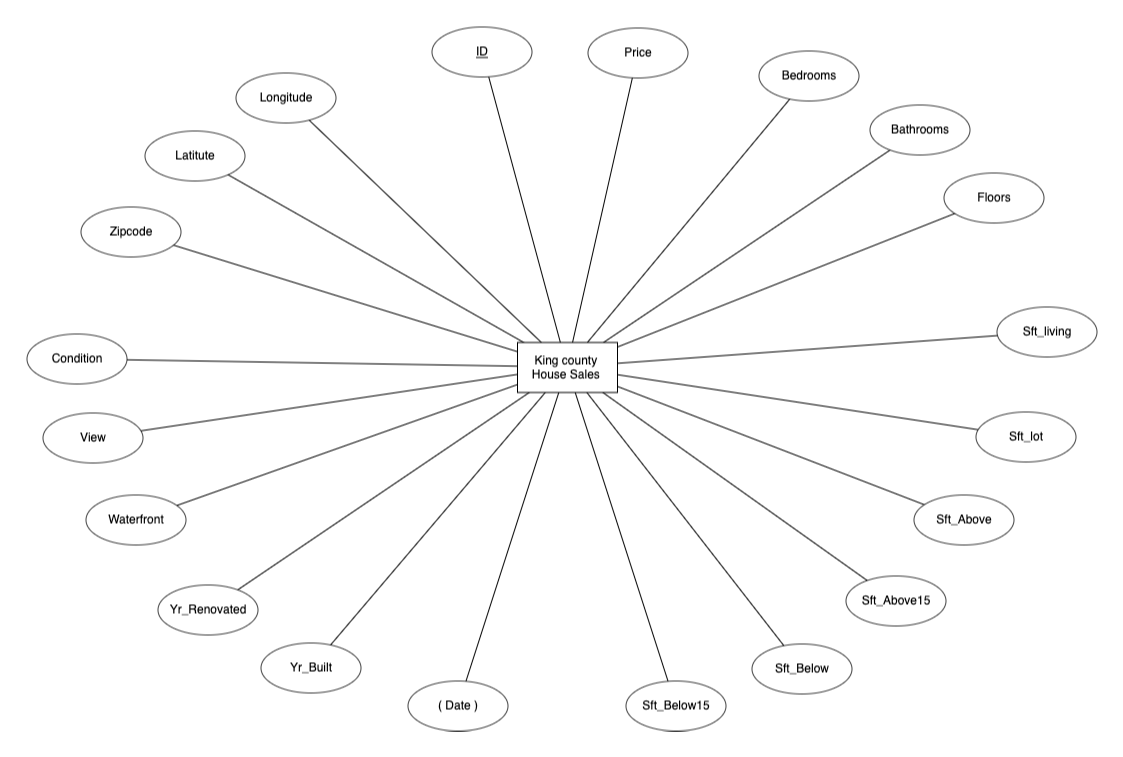 ID
Price
Bedrooms
Longitude
Bathrooms
Latitute
Floors
Zipcode
Sft_living
Condition
King county
House Sales
View
Sft_lot
Waterfront
Sft_Above
Sft_Above15
Yr_Renovated
Yr_Built
Sft_Below
( Date )
Sft_Below15